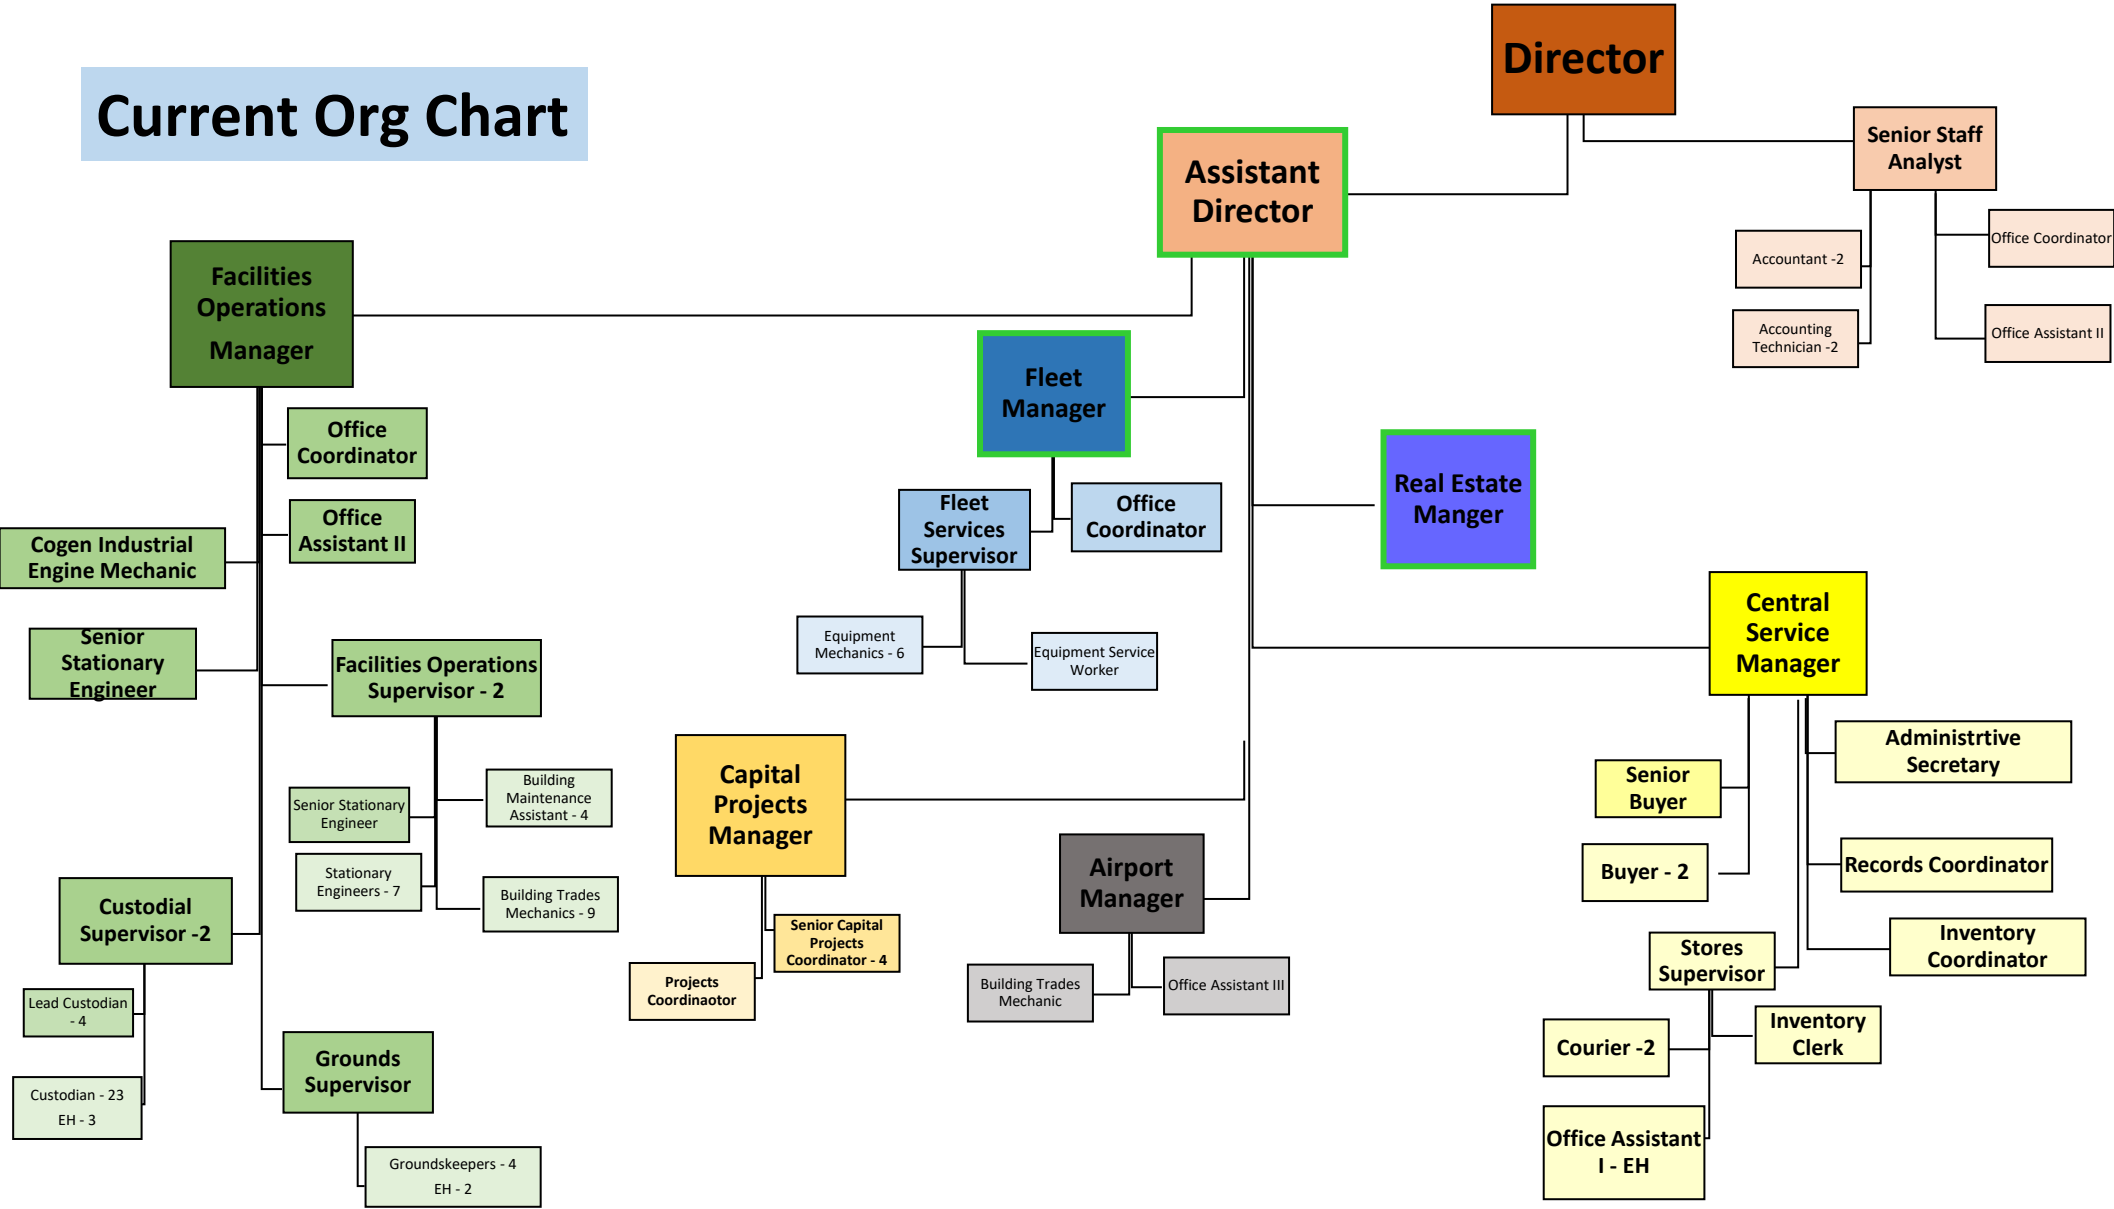 Current Org Chart
Director
Assistant
Director
Senior Staff
Analyst
Accountant -2
Office Coordinator
Accounting
Technician -2
Office Assistant II
Facilities
Operations
Manager
Office
Coordinator
Office
Assistant II
Cogen Industrial
Engine Mechanic
Senior
Stationary
Engineer
Facilities Operations
Supervisor - 2
Senior Stationary
Engineer
Building
Maintenance
Assistant - 4
Stationary
Engineers - 7
Building Trades
Mechanics - 9
Custodial
Supervisor -2
Lead Custodian
- 4
Custodian - 23
EH - 3
Grounds
Supervisor
Groundskeepers - 4
EH - 2
Fleet
Manager
Fleet
Services
Supervisor
Office
Coordinator
Equipment
Mechanics - 6
Equipment Service
Worker
Real Estate
Manger
Capital
Projects
Manager
Senior Capital
Projects
Coordinator - 4
Projects
Coordinaotor
Airport
Manager
Building Trades
Mechanic
Office Assistant III
Central
Service
Manager
Administrtive
Secretary
Senior
Buyer
Buyer - 2
Records Coordinator
Inventory
Coordinator
Stores
Supervisor
Inventory
Clerk
Courier -2
Office Assistant
I - EH